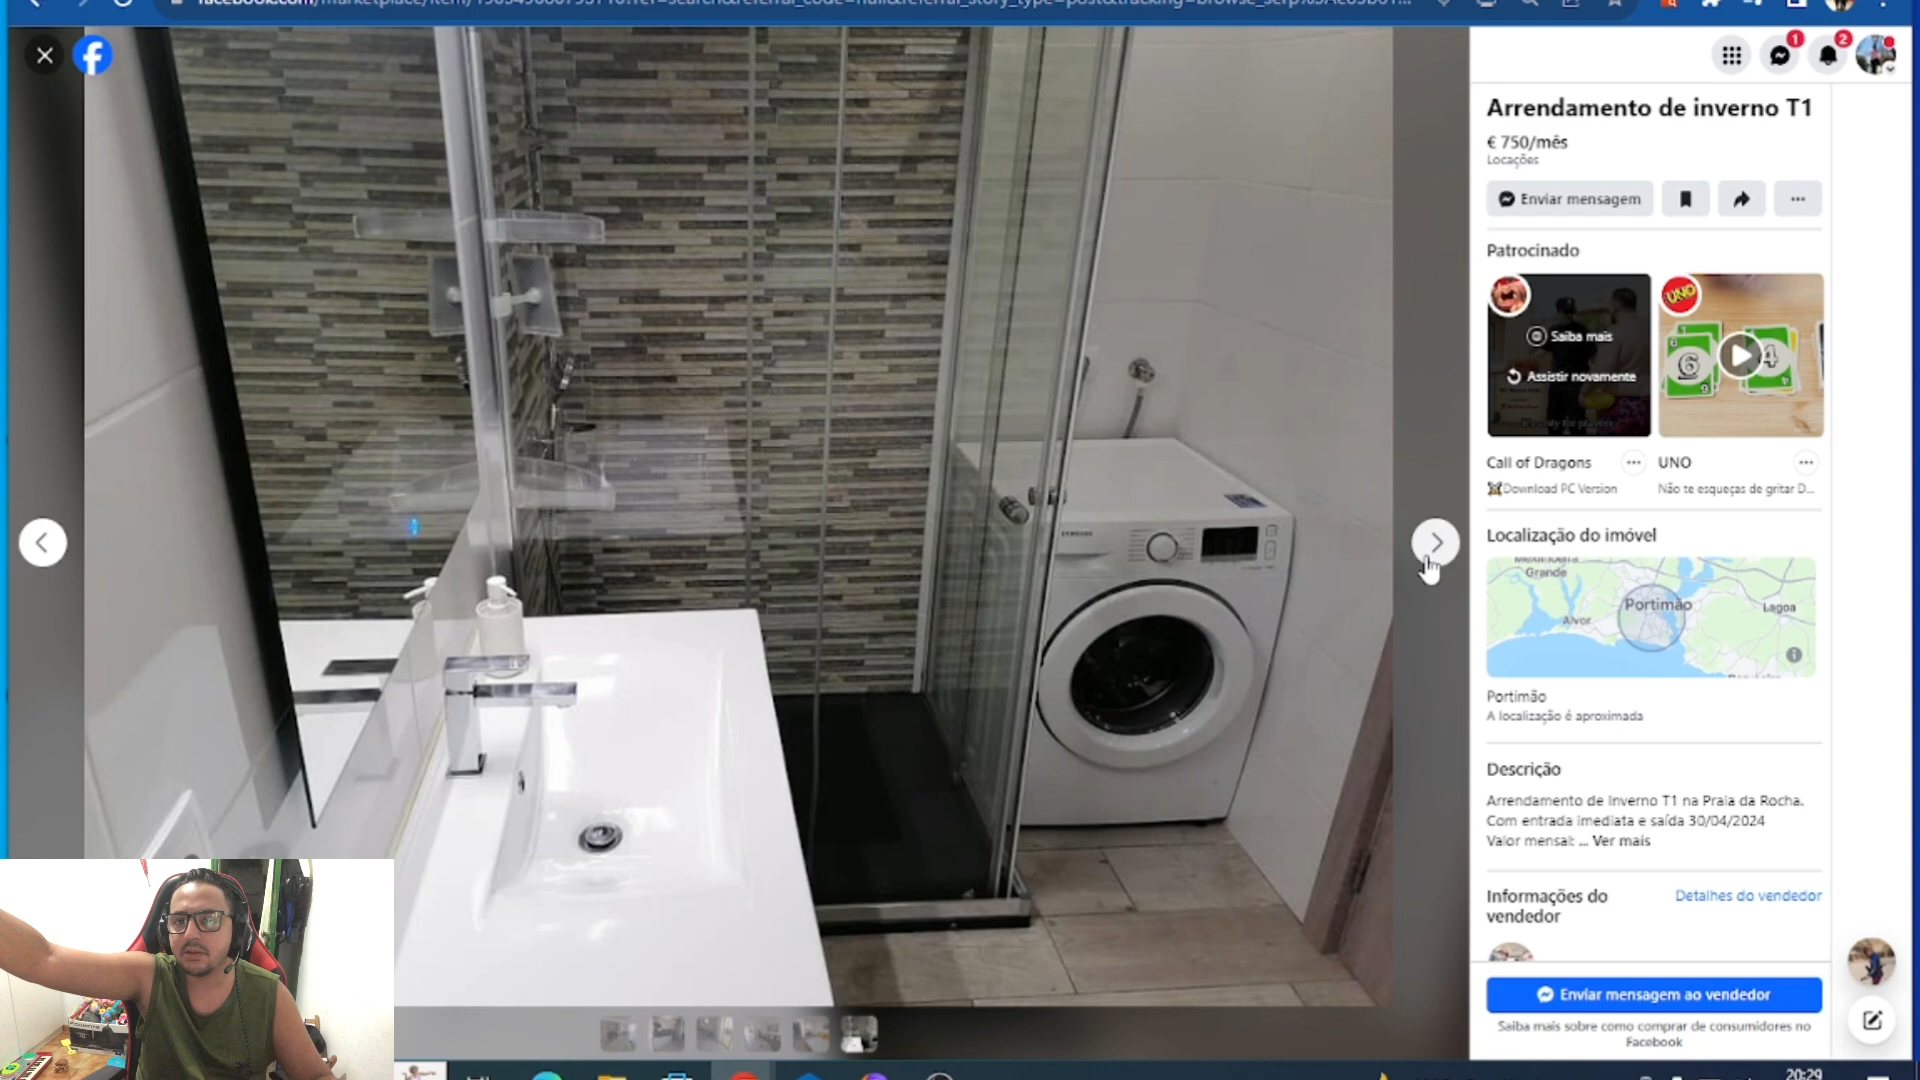 Arrendamento de inverno T1
€ 750/mês
Locações
Enviar mensagem
Patrocinado
Saiba mais
Assistir novamente
UNO
Call of Dragons
Download PC Version
UNO
Não te esqueças de gritar D...
Localização do imóvel
Grande
Portimão
Lagoa
Alvor
Portimão
A localização é aproximada
Descrição
Arrendamento de Inverno T1 na Praia da Rocha.
Com entrada imediata e saída 30/04/2024
Valor mensal: ... Ver mais
Informações do
vendedor
Detalhes do vendedor
Enviar mensagem ao vendedor
Saiba mais sobre como comprar de consumidores no
Facebook
SAMSUNG
1
2
20:29